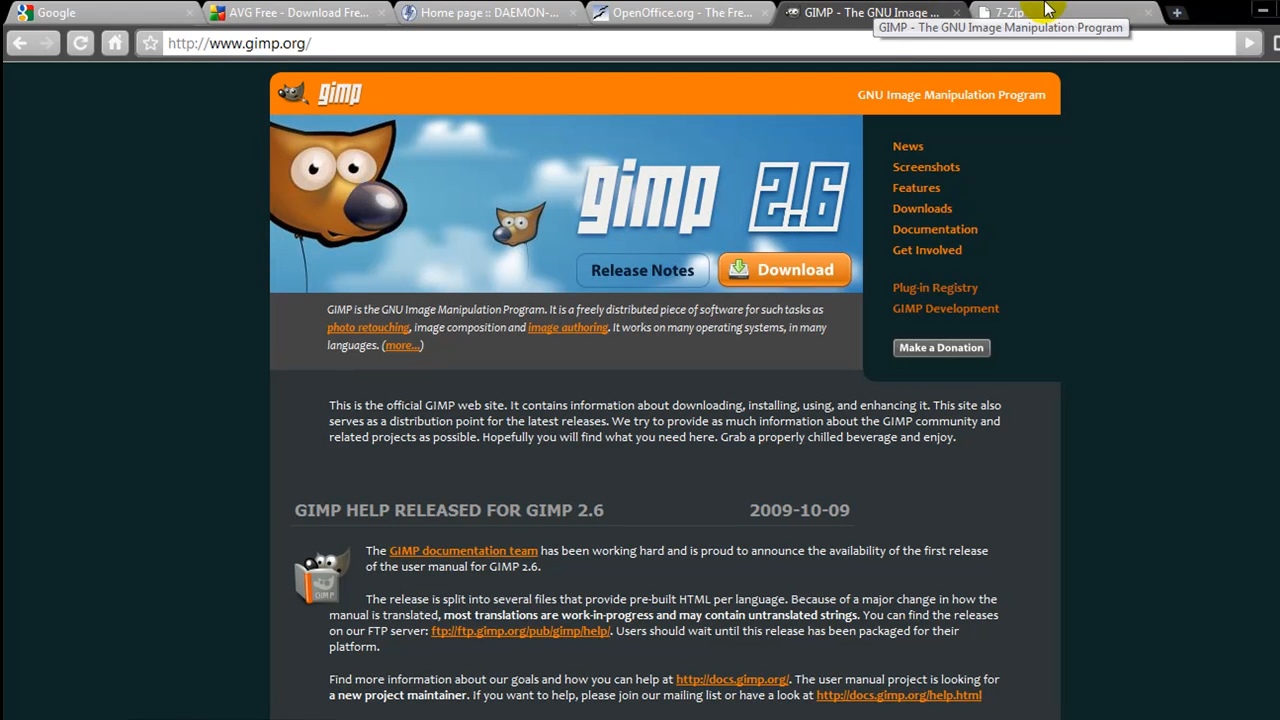 Google
AVG Free - Download Fre...
Home page :: DAEMON-...
OpenOffice.org - The Fre...
GIMP - The GNU Image ...
7-Zip
GIMP - The GNU Image Manipulation Program
http://www.gimp.org/
gimp
GNU Image Manipulation Program
gimp 2.6
Release Notes
Download
News
Screenshots
Features
Downloads
Documentation
Get Involved
Plug-in Registry
GIMP Development
Make a Donation
GIMP is the GNU Image Manipulation Program. It is a freely distributed piece of software for such tasks as
photo retouching, image composition and image authoring. It works on many operating systems, in many
languages. (more...)
This is the official GIMP web site. It contains information about downloading, installing, using, and enhancing it. This site also
serves as a distribution point for the latest releases. We try to provide as much information about the GIMP community and
related projects as possible. Hopefully you will find what you need here. Grab a properly chilled beverage and enjoy.
GIMP HELP RELEASED FOR GIMP 2.6
2009-10-09
The GIMP documentation team has been working hard and is proud to announce the availability of the first release
of the user manual for GIMP 2.6.
GIMP
The release is split into several files that provide pre-built HTML per language. Because of a major change in how the
manual is translated, most translations are work-in-progress and may contain untranslated strings. You can find the releases
on our FTP server: ftp://ftp.gimp.org/pub/gimp/help/. Users should wait until this release has been packaged for their
platform.
Find more information about our goals and how you can help at http://docs.gimp.org/. The user manual project is looking for
a new project maintainer. If you want to help, please join our mailing list or have a look at http://docs.gimp.org/help.html